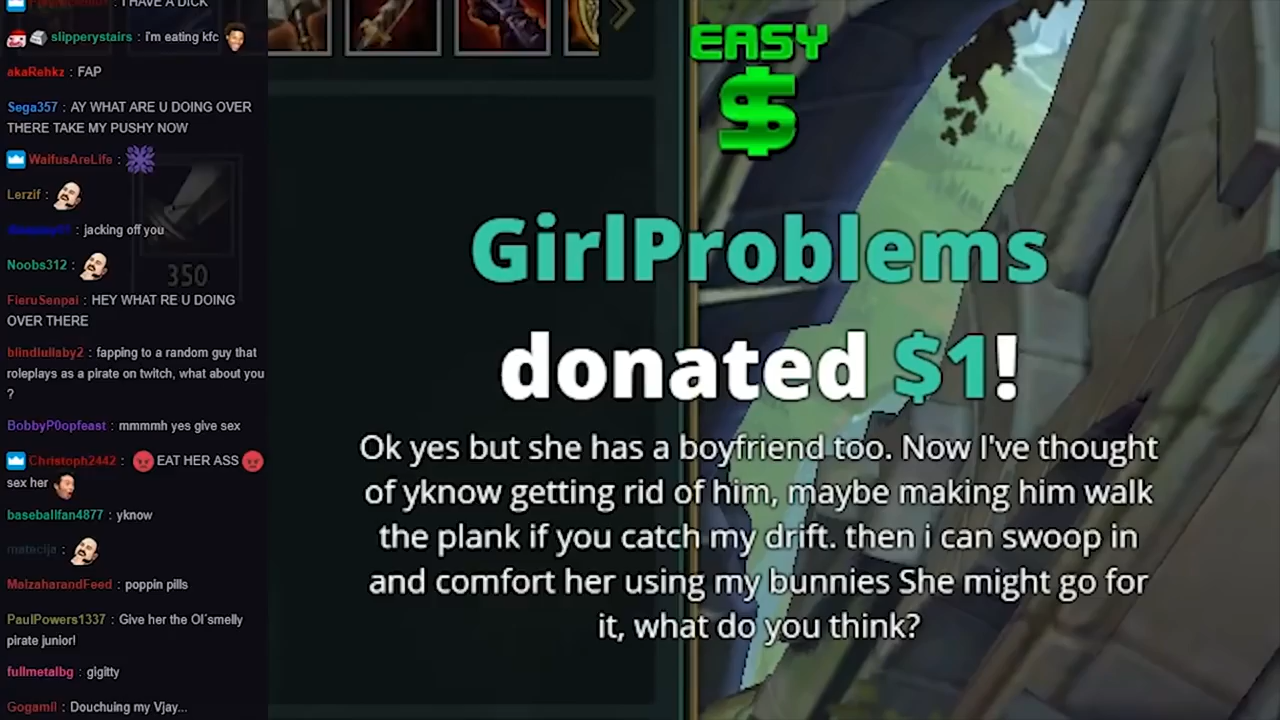 I HAVE A DICK
slipperystairs : i'm eating kfc
akaRehkz : FAP
Sega357 : AY WHAT ARE U DOING OVER
THERE TAKE MY PUSHY NOW
WaifusAreLife :
Lerzif :
: jacking off you
Noobs312 :
350
FieruSenpai : HEY WHAT RE U DOING
OVER THERE
blindlullaby2 : fapping to a random guy that
roleplays as a pirate on twitch, what about you
?
BobbyP0opfeast : mmmmh yes give sex
Christoph2442 : EAT HER ASS
sex her
baseballfan4877 : yknow
matacija :
MalzaharandFeed : poppin pills
PaulPowers1337 : Give her the Ol´smelly
pirate junior!
fullmetalbg : gigitty
Gogamil : Douchuing my Vjay...
EASY
$
GirlProblems
donated $1!
Ok yes but she has a boyfriend too. Now I've thought
of yknow getting rid of him, maybe making him walk
the plank if you catch my drift. then i can swoop in
and comfort her using my bunnies She might go for
it, what do you think?